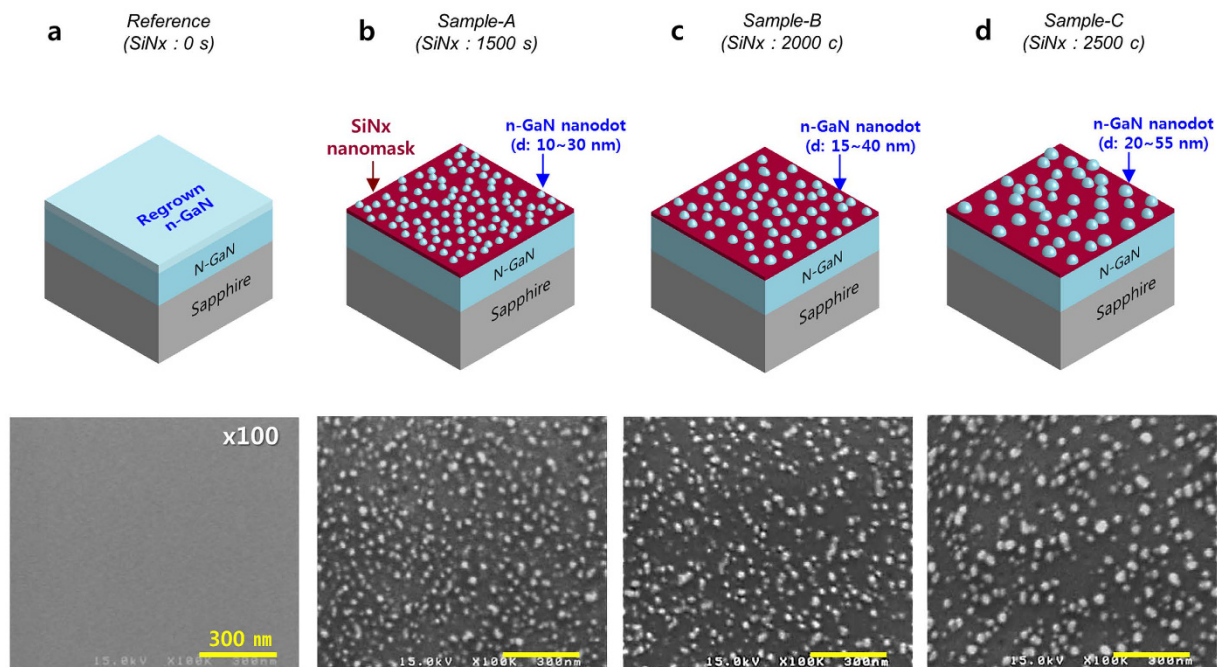 a
Reference
(SiNx : 0 s)
b
Sample-A
(SiNx : 1500 s)
c
Sample-B
(SiNx : 2000 c)
d
Sample-C
(SiNx : 2500 c)
Regrown
n-GaN
N-GaN
Sapphire
SiNx
nanomask
n-GaN nanodot
(d: 10~30 nm)
N-GaN
Sapphire
n-GaN nanodot
(d: 15~40 nm)
N-GaN
Sapphire
n-GaN nanodot
(d: 20~55 nm)
N-GaN
Sapphire
x100
300 nm
15.0kV X100K 300nm
15.0kV X100K 300nm
15.0kV X100K 300nm
15.0kV X100K 300nm